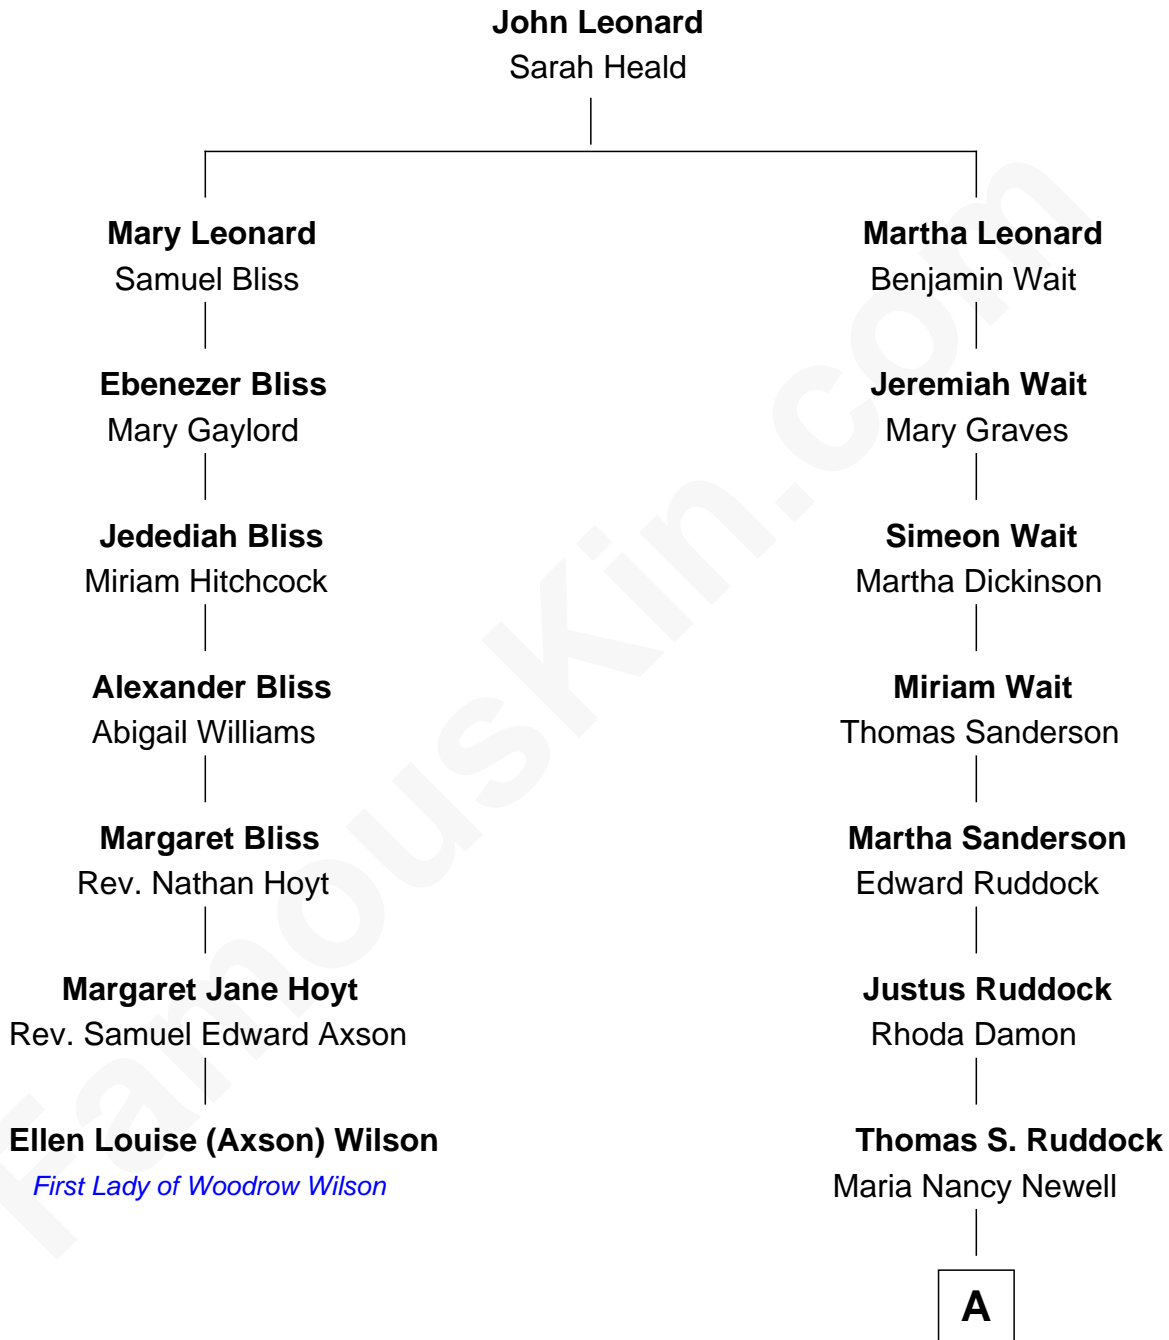 John Leonard
Sarah Heald
Mary Leonard
Samuel Bliss
Martha Leonard
Benjamin Wait
Ebenezer Bliss
Mary Gaylord
Jeremiah Wait
Mary Graves
Jedediah Bliss
Miriam Hitchcock
Simeon Wait
Martha Dickinson
Alexander Bliss
Abigail Williams
Miriam Wait
Thomas Sanderson
Margaret Bliss
Rev. Nathan Hoyt
Martha Sanderson
Edward Ruddock
Margaret Jane Hoyt
Rev. Samuel Edward Axson
Justus Ruddock
Rhoda Damon
Ellen Louise (Axson) Wilson
First Lady of Woodrow Wilson
Thomas S. Ruddock
Maria Nancy Newell
A
FamousKin.com